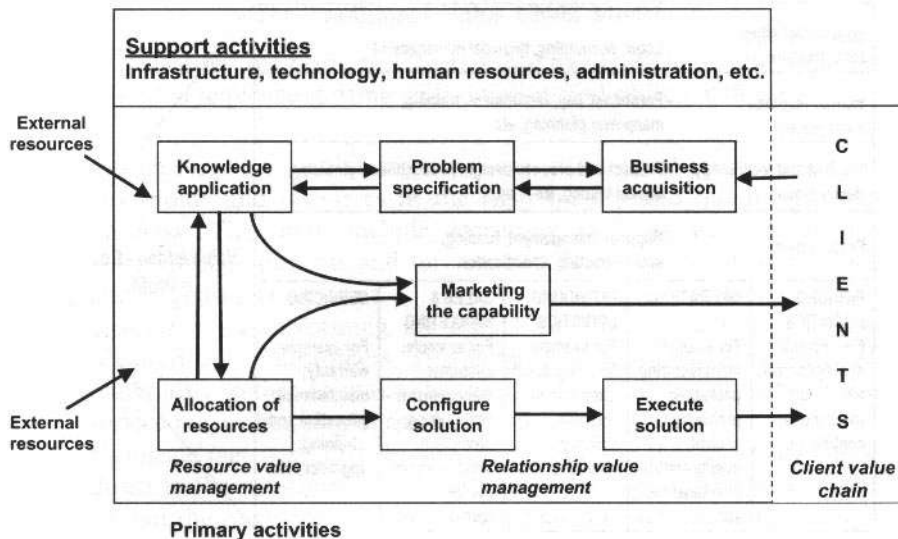 Support activities
Infrastructure, technology, human resources, administration, etc.
External
resources
Knowledge
application
Problem
specification
Business
acquisition
Marketing
the capability
External
resources
Allocation of
resources
Configure
solution
Execute
solution
C
L
I
E
N
T
S
Resource value
management
Relationship value
management
Client value
chain
Primary activities